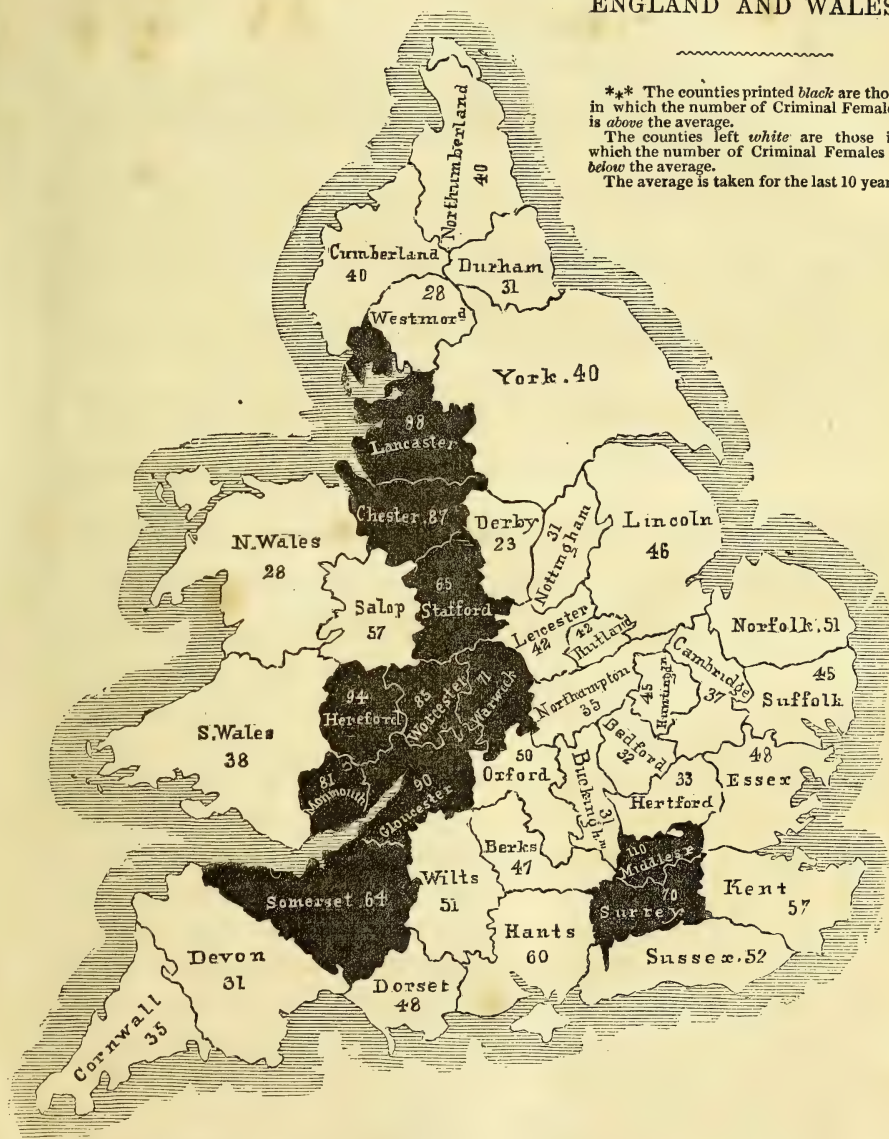 ENGLAND AND WALES
*** The counties printed black are tho
in which the number of Criminal Female
is above the average.
The counties left white are those i
which the number of Criminal Females
below the average.
The average is taken for the last 10 year
Northumberland
40
Cumberland
40
Durham
31
28
Westmord
York. 40
Lancaster
Chester. 87
Derby
23
31
Nottingham
Lincoln
46
N. Wales
28
Salop
57
65
Stafford
Leicester
42
42
Rutland
Norfolk. 51
Northampton
35
45
Cambridge
37
45
Suffolk
94
Hereford
85
Worcester
71
Warwick
S. Wales
38
81
Monmouth
90
Gloucester
50
Oxford
Buckingm
31
Bedford
32
33
Hertford
48
Essex
Berks
47
110
Middlesx
Somerset. 64
Wilts
51
70
Surrey
Kent
57
Hants
60
Sussex. 52
Devon
31
Dorset
48
Cornwall
35